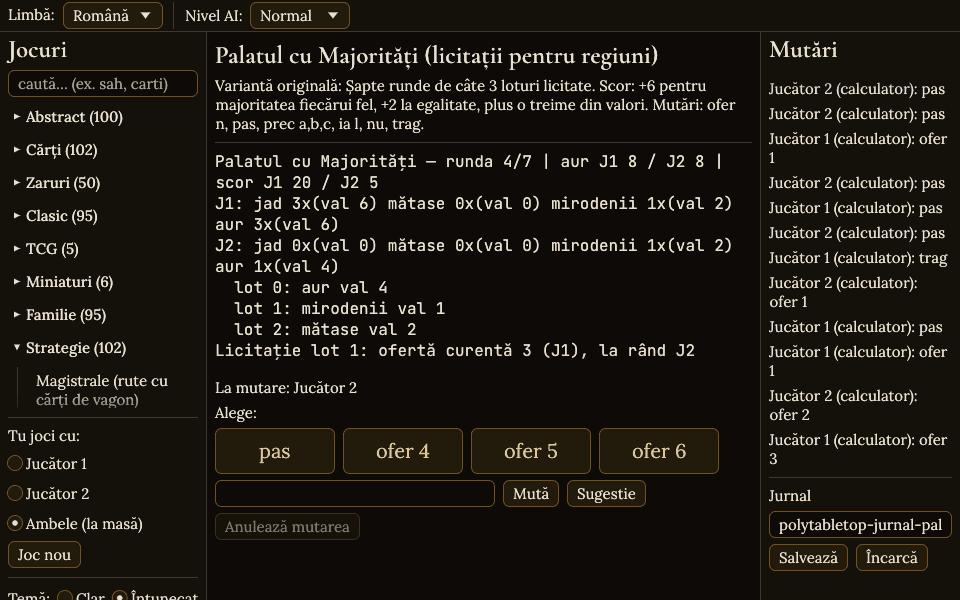 Limbă: Română ▼ Nivel AI: Normal ▼
Jocuri
caută... (ex. sah, carti)
▸ Abstract (100)
▸ Cărți (102)
▸ Zaruri (50)
▸ Clasic (95)
▸ TCG (5)
▸ Miniaturi (6)
▸ Familie (95)
▾ Strategie (102)
Magistrale (rute cu
cărți de vagon)
Tu joci cu:
Jucător 1
Jucător 2
Ambele (la masă)
Joc nou
Temă: Clar Întunecat
Palatul cu Majorități (licitații pentru regiuni)
Variantă originală: Șapte runde de câte 3 loturi licitate. Scor: +6 pentru
majoritatea fiecărui fel, +2 la egalitate, plus o treime din valori. Mutări: ofer
n, pas, prec a,b,c, ia l, nu, trag.
Palatul cu Majorități — runda 4/7 | aur J1 8 / J2 8 |
scor J1 20 / J2 5
J1: jad 3x(val 6) mătase 0x(val 0) mirodenii 1x(val 2)
aur 3x(val 6)
J2: jad 0x(val 0) mătase 0x(val 0) mirodenii 1x(val 2)
aur 1x(val 4)
lot 0: aur val 4
lot 1: mirodenii val 1
lot 2: mătase val 2
Licitație lot 1: ofertă curentă 3 (J1), la rând J2
La mutare: Jucător 2
Alege:
pas ofer 4 ofer 5 ofer 6
Mută Sugestie
Anulează mutarea
Mutări
Jucător 2 (calculator): pas
Jucător 2 (calculator): pas
Jucător 1 (calculator): ofer
1
Jucător 2 (calculator): pas
Jucător 1 (calculator): pas
Jucător 2 (calculator): pas
Jucător 1 (calculator): trag
Jucător 2 (calculator):
ofer 1
Jucător 1 (calculator): pas
Jucător 1 (calculator): ofer
1
Jucător 2 (calculator):
ofer 2
Jucător 1 (calculator): ofer
3
Jurnal
polytabletop-jurnal-pal
Salvează Încarcă